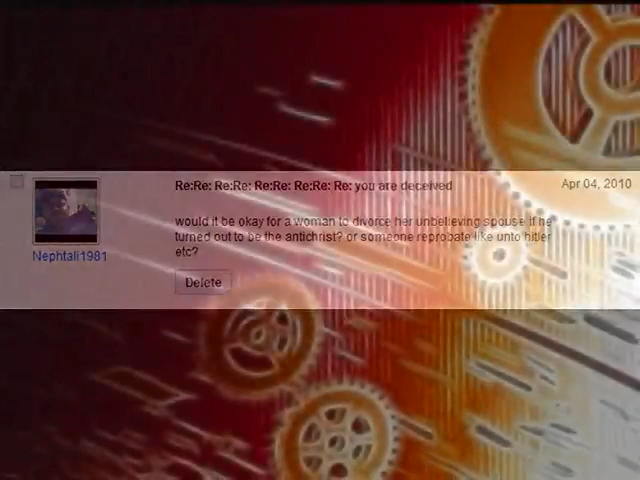 Re:Re: Re:Re: Re:Re: Re:Re: Re: you are deceived
Apr 04, 2010
would it be okay for a woman to divorce her unbelieving spouse if he
turned out to be the antichrist? or someone reprobate like unto hitler
etc?
Nephtali1981
Delete